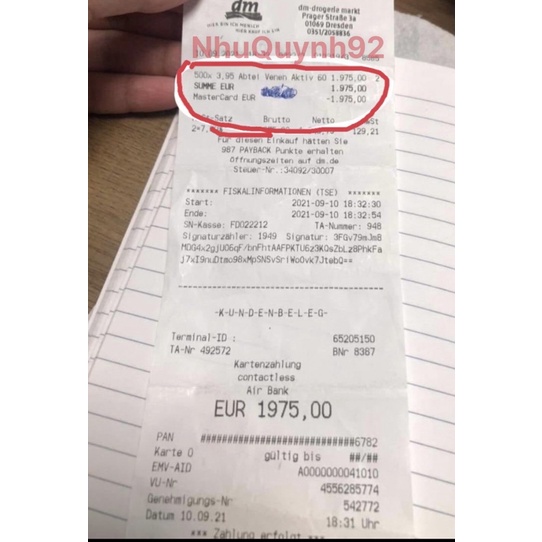 dm
HIER BIN ICH MENSCH
HIER KAUF ICH EIN
dm-drogerie markt
Prager Straße 3a
01069 Dresden
0351/2058836
NhuQuynh92
500x 3,95 Abtei Venen Aktiv 60 1.975,00 2
SUMME EUR 1.975,00
MasterCard EUR -1.975,00
-Satz Brutto Netto
129,21
Für diesen Einkauf hätten Sie
987 PAYBACK Punkte erhalten
Öffnungszeiten auf dm.de
Steuer-Nr.:34092/30007
******* FISKALINFORMATIONEN (TSE) *******
Start: 2021-09-10 18:32:30
Ende: 2021-09-10 18:32:54
SN-Kasse: FD022212 TA-Nummer: 948
Signaturzähler: 1949 Signatur: 3FGv79mJm8
-K-U-N-D-E-N-B-E-L-E-G-
Terminal-ID : 65205150
TA-Nr 492572 BNr 8387
Kartenzahlung
contactless
Air Bank
EUR 1975,00
PAN ############################6782
Karte 0 gültig bis ##/##
EMV-AID A0000000041010
VU-Nr 4556285774
Genehmigungs-Nr 542772
Datum 10.09.21 18:31 Uhr
*** Zahlung erfolgt ***